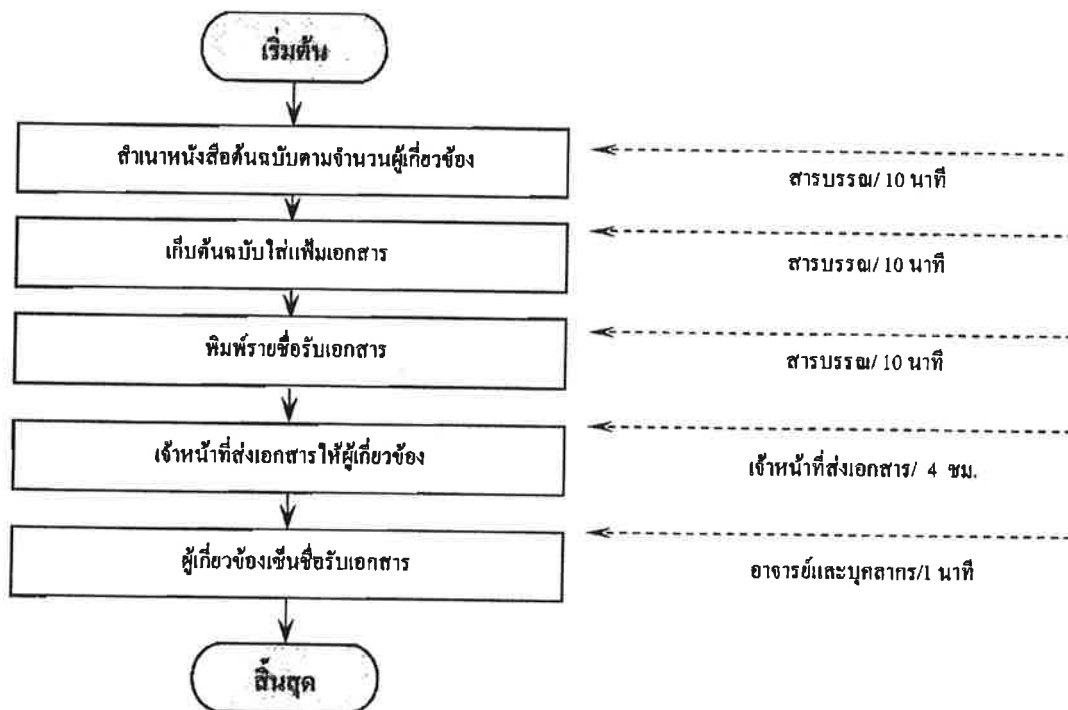 เริ่มต้น
สำเนาหนังสือต้นฉบับตามจำนวนผู้เกี่ยวข้อง
สารบรรณ/ 10 นาที
เก็บต้นฉบับใส่แฟ้มเอกสาร
สารบรรณ/ 10 นาที
พิมพ์รายชื่อรับเอกสาร
สารบรรณ/ 10 นาที
เจ้าหน้าที่ส่งเอกสารให้ผู้เกี่ยวข้อง
เจ้าหน้าที่ส่งเอกสาร/ 4 ชม.
ผู้เกี่ยวข้องเซ็นชื่อรับเอกสาร
อาจารย์และบุคลากร/1 นาที
สิ้นสุด